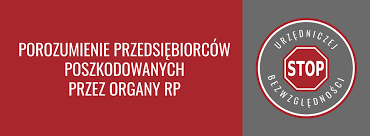 POROZUMIENIE PRZEDSIĘBIORCÓW
POSZKODOWANYCH
PRZEZ ORGANY RP
URZĘDNICZEJ
STOP
BEZWZGLĘDNOŚCI